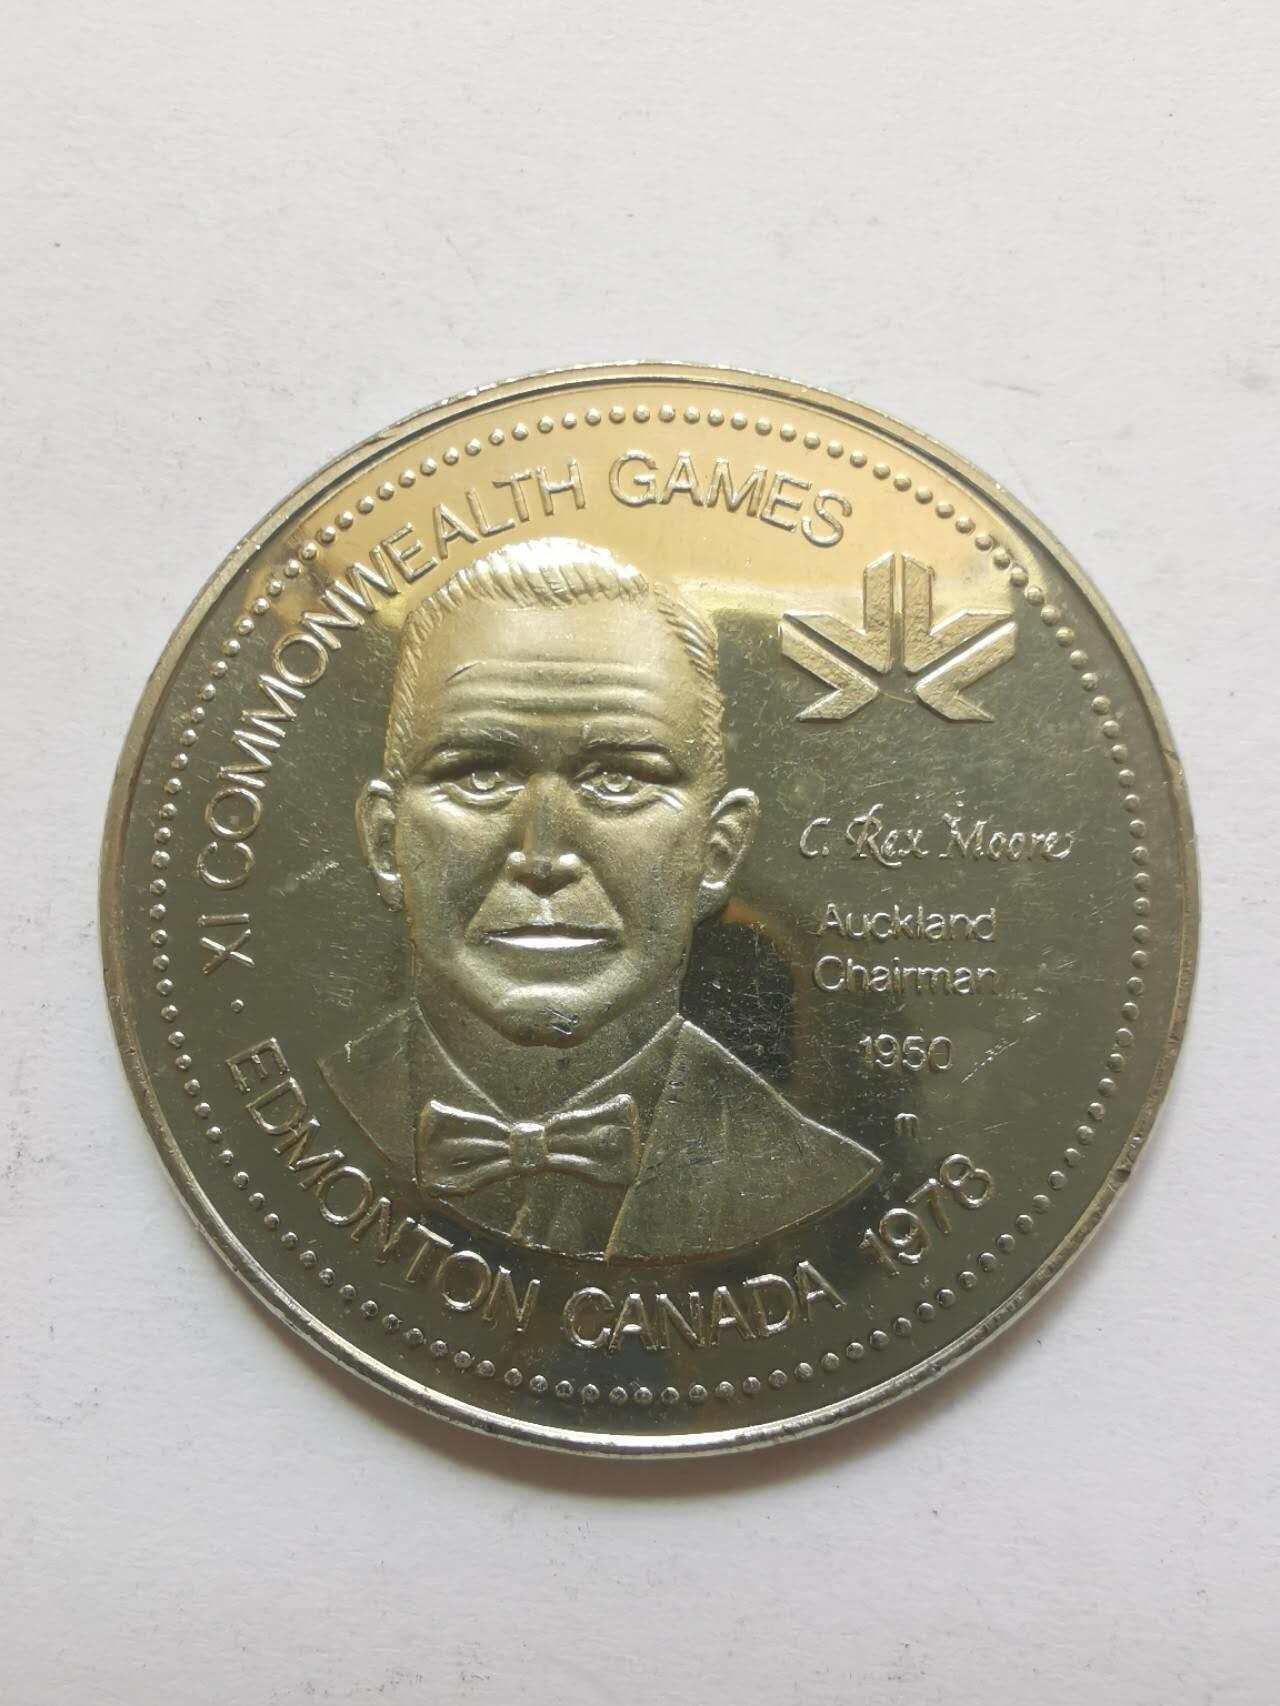 XI COMMONWEALTH GAMES
C. Rex Moore
Auckland
Chairman
1950
m
· EDMONTON CANADA 1978